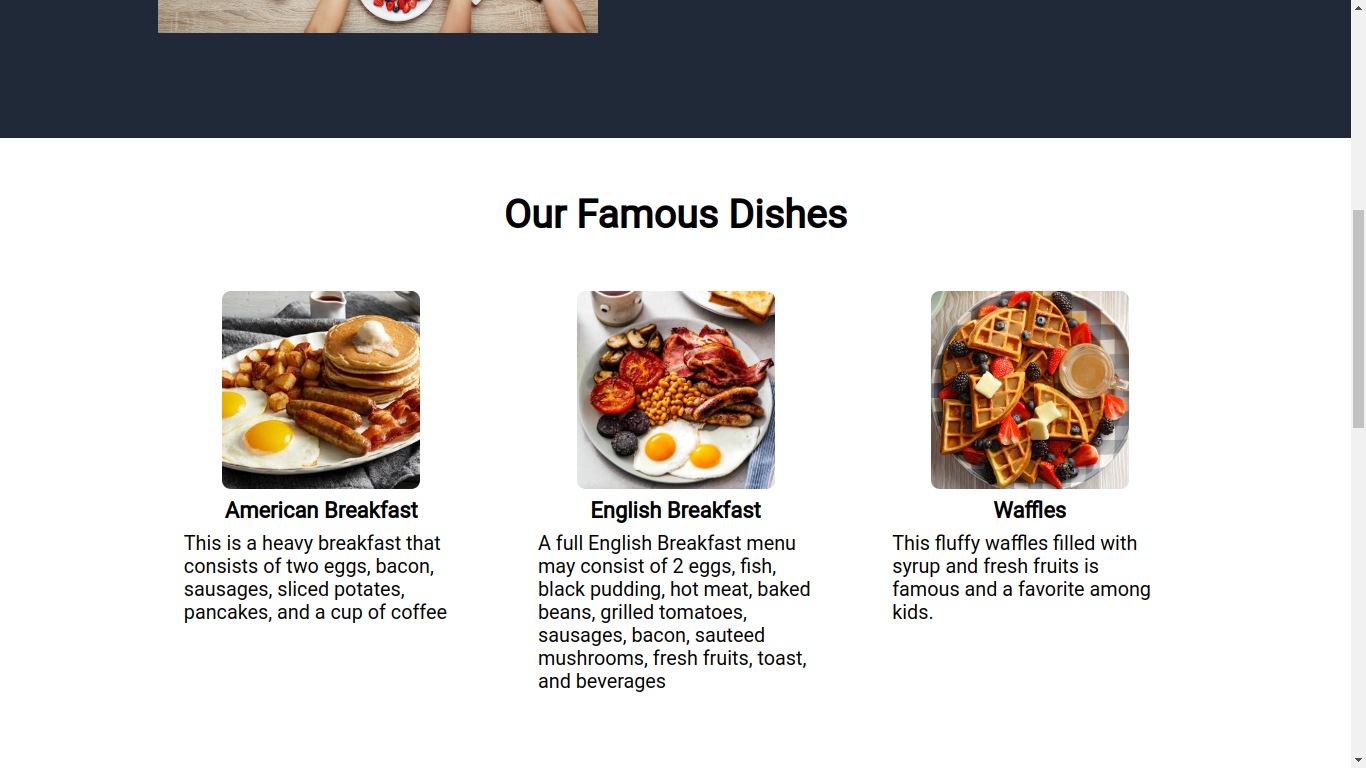 Our Famous Dishes
American Breakfast
This is a heavy breakfast that
consists of two eggs, bacon,
sausages, sliced potates,
pancakes, and a cup of coffee
English Breakfast
A full English Breakfast menu
may consist of 2 eggs, fish,
black pudding, hot meat, baked
beans, grilled tomatoes,
sausages, bacon, sauteed
mushrooms, fresh fruits, toast,
and beverages
Waffles
This fluffy waffles filled with
syrup and fresh fruits is
famous and a favorite among
kids.